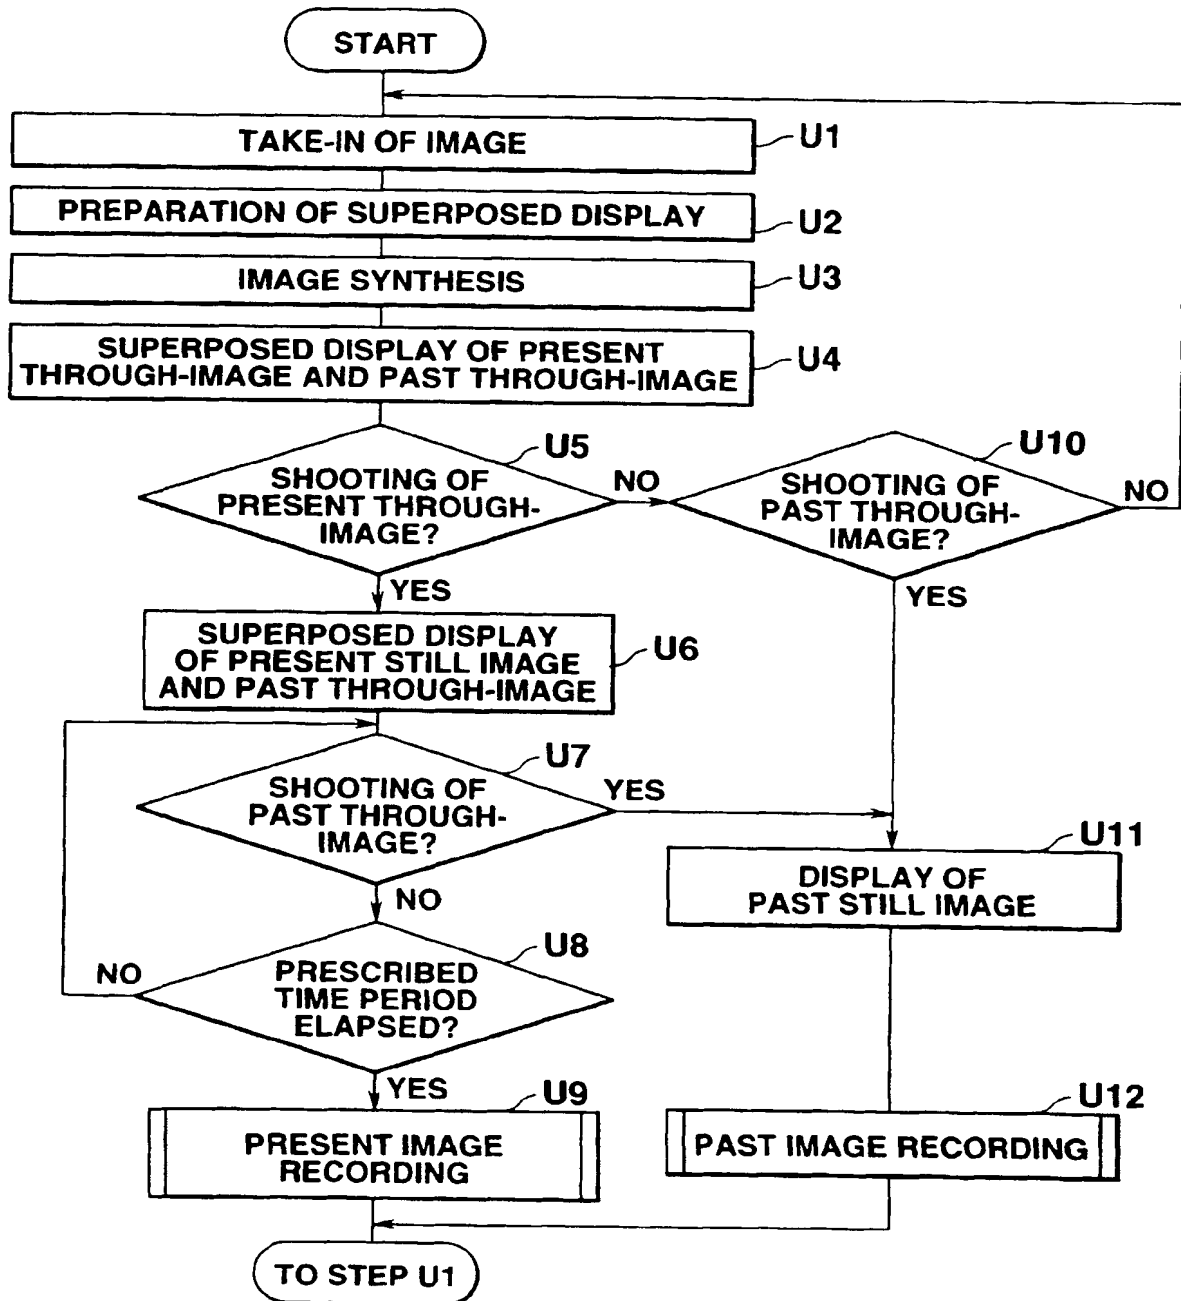 START
TAKE-IN OF IMAGE
U1
PREPARATION OF SUPERPOSED DISPLAY
U2
IMAGE SYNTHESIS
U3
SUPERPOSED DISPLAY OF PRESENT
THROUGH-IMAGE AND PAST THROUGH-IMAGE
U4
U5
SHOOTING OF
PRESENT THROUGH-
IMAGE?
NO
U10
SHOOTING OF
PAST THROUGH-
IMAGE?
NO
YES
YES
SUPERPOSED DISPLAY
OF PRESENT STILL IMAGE
AND PAST THROUGH-IMAGE
U6
U7
SHOOTING OF
PAST THROUGH-
IMAGE?
YES
NO
U11
DISPLAY OF
PAST STILL IMAGE
U8
PRESCRIBED
TIME PERIOD
ELAPSED?
NO
YES
U9
PRESENT IMAGE
RECORDING
U12
PAST IMAGE RECORDING
TO STEP U1